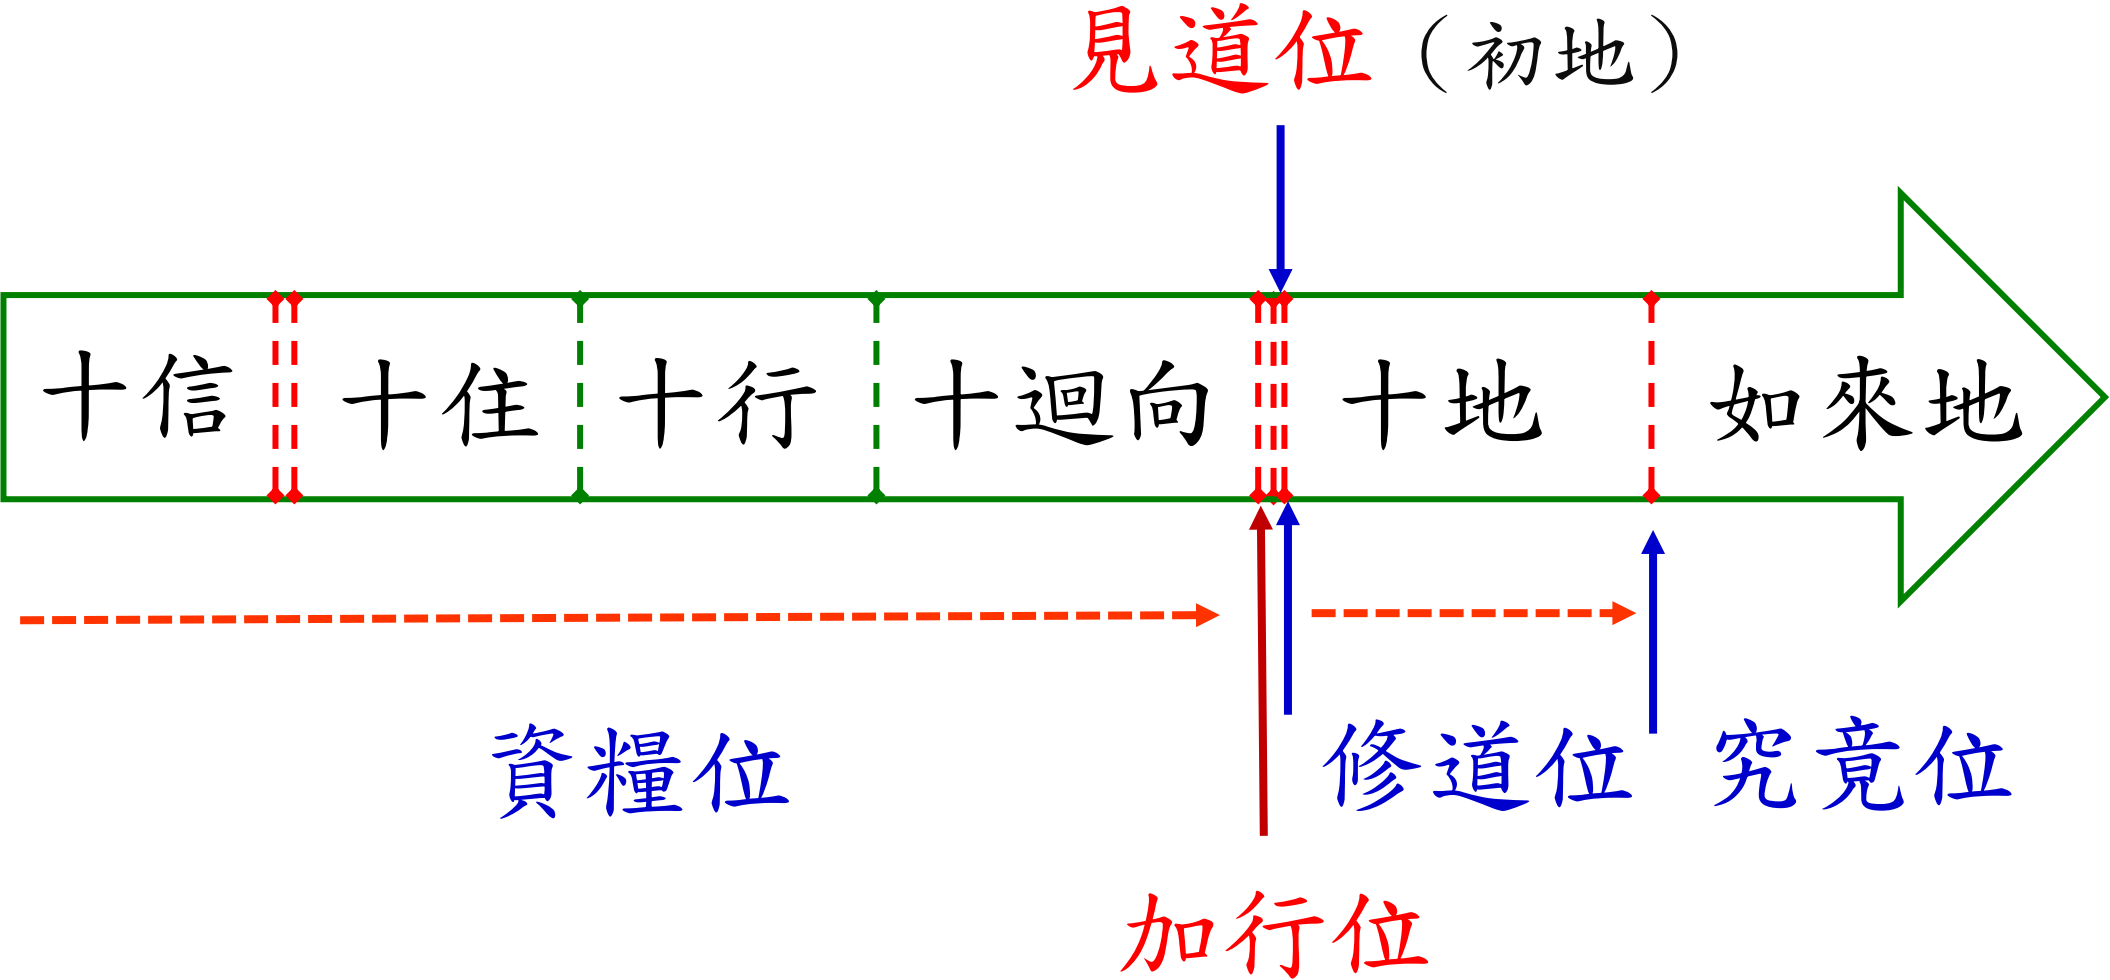 見道位（初地）
十信 十住 十行 十迴向 十地 如來地
資糧位 修道位 究竟位
加行位